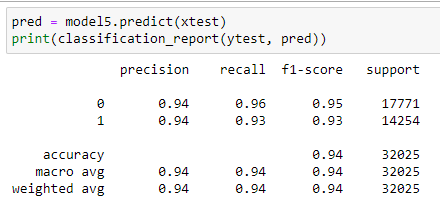 pred = model5.predict(xtest)
print(classification_report(ytest, pred))
precision recall f1-score support
0 0.94 0.96 0.95 17771
1 0.94 0.93 0.93 14254
accuracy 0.94 32025
macro avg 0.94 0.94 0.94 32025
weighted avg 0.94 0.94 0.94 32025